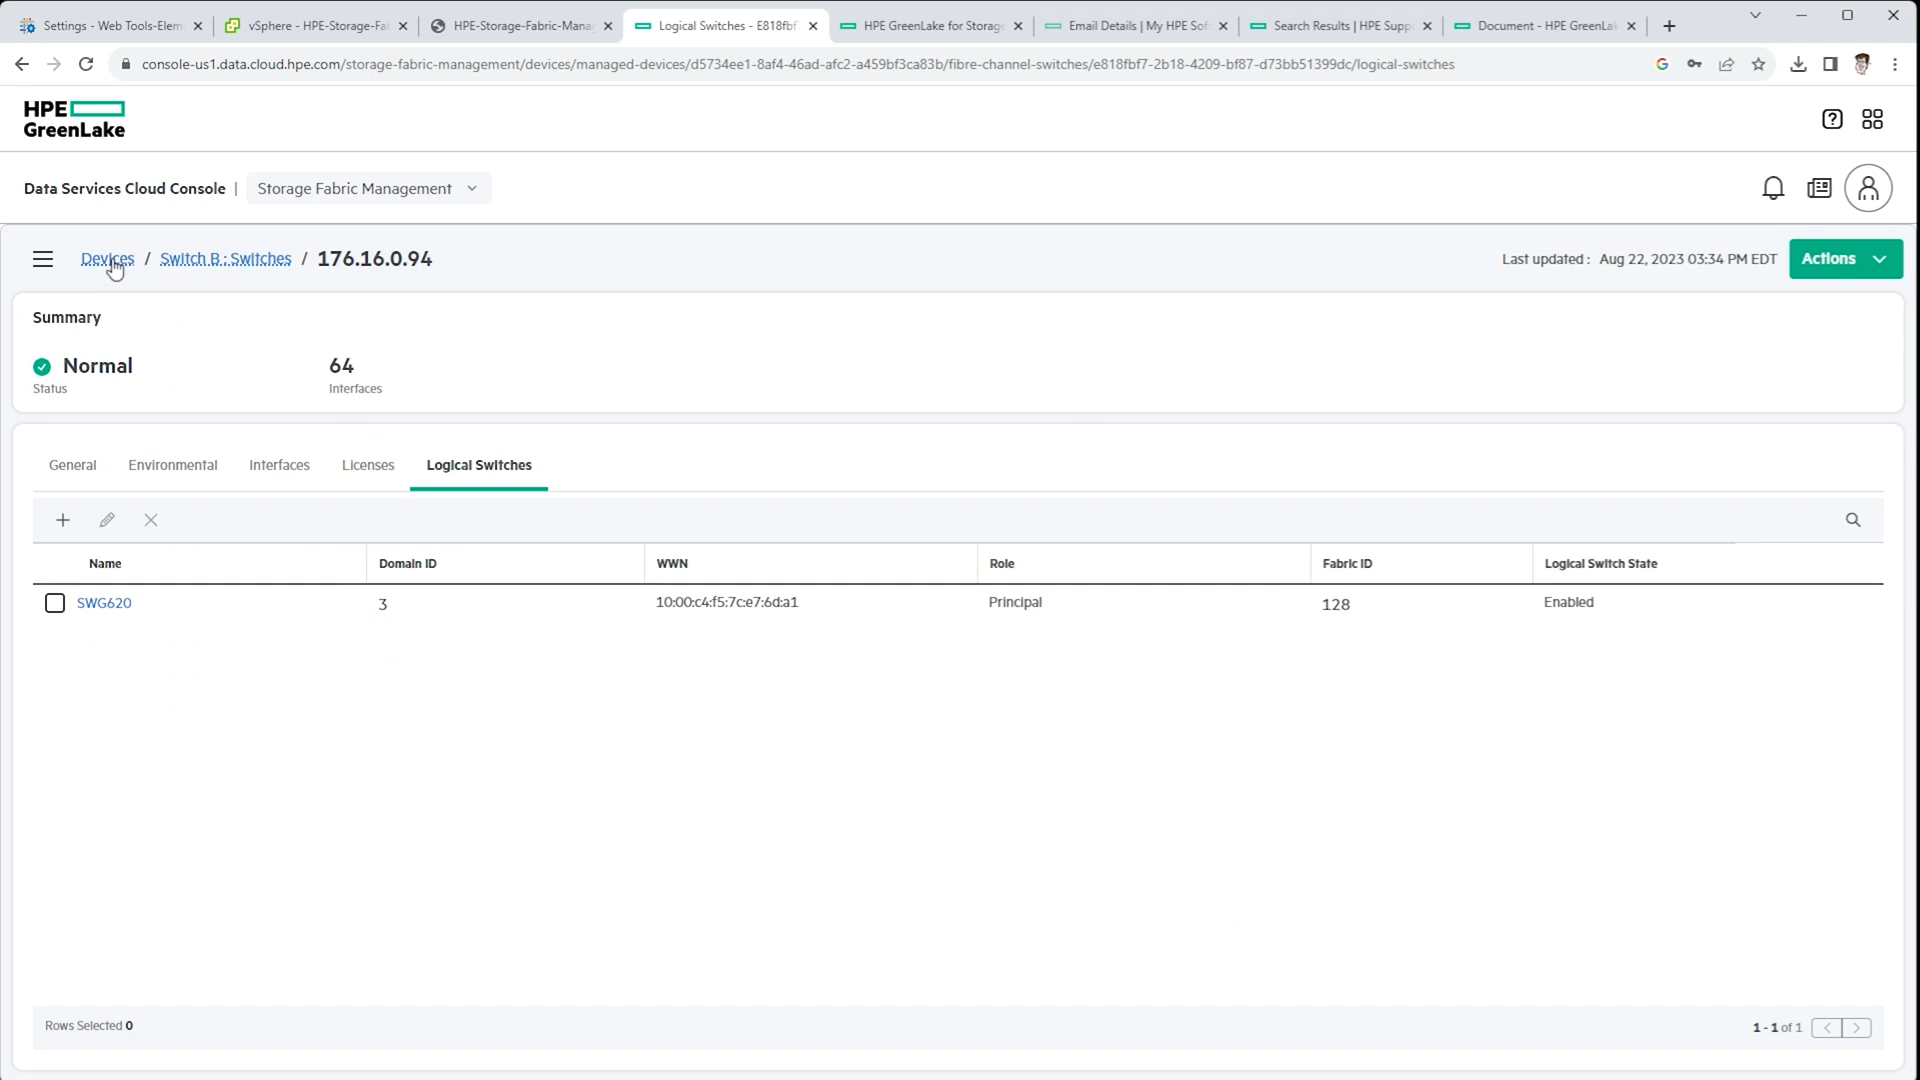 Settings - Web Tools-Elem
vSphere - HPE-Storage-Fab
HPE-Storage-Fabric-Manag
Logical Switches - E818fbf
HPE GreenLake for Storage
Email Details | My HPE Sof
Search Results | HPE Supp
Document - HPE GreenLak
console-us1.data.cloud.hpe.com/storage-fabric-management/devices/managed-devices/d5734ee1-8af4-46ad-afc2-a459bf3ca83b/fibre-channel-switches/e818fbf7-2b18-4209-bf87-d73bb51399dc/logical-switches
HPE
GreenLake
Data Services Cloud Console | Storage Fabric Management
Devices / Switch B : Switches / 176.16.0.94
Last updated : Aug 22, 2023 03:34 PM EDT
Actions
Summary
Normal 64
Status Interfaces
General Environmental Interfaces Licenses Logical Switches
Name Domain ID WWN Role Fabric ID Logical Switch State
SWG620 3 10:00:c4:f5:7c:e7:6d:a1 Principal 128 Enabled
Rows Selected 0
1 - 1 of 1